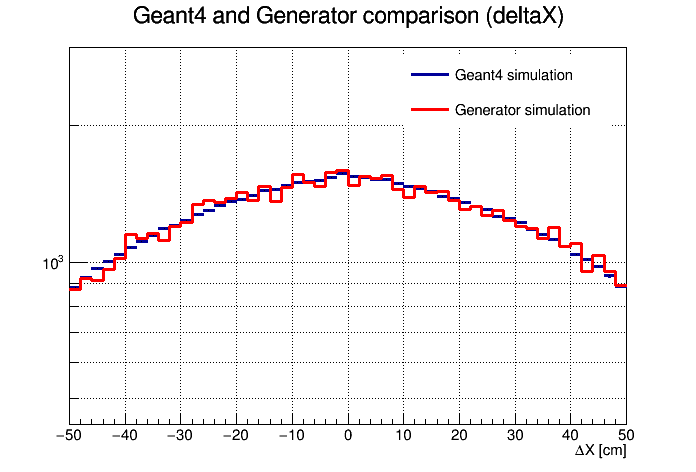 Geant4 and Generator comparison (deltaX)
Geant4 simulation
Generator simulation
10³
−50 −40 −30 −20 −10 0 10 20 30 40 50
ΔX [cm]